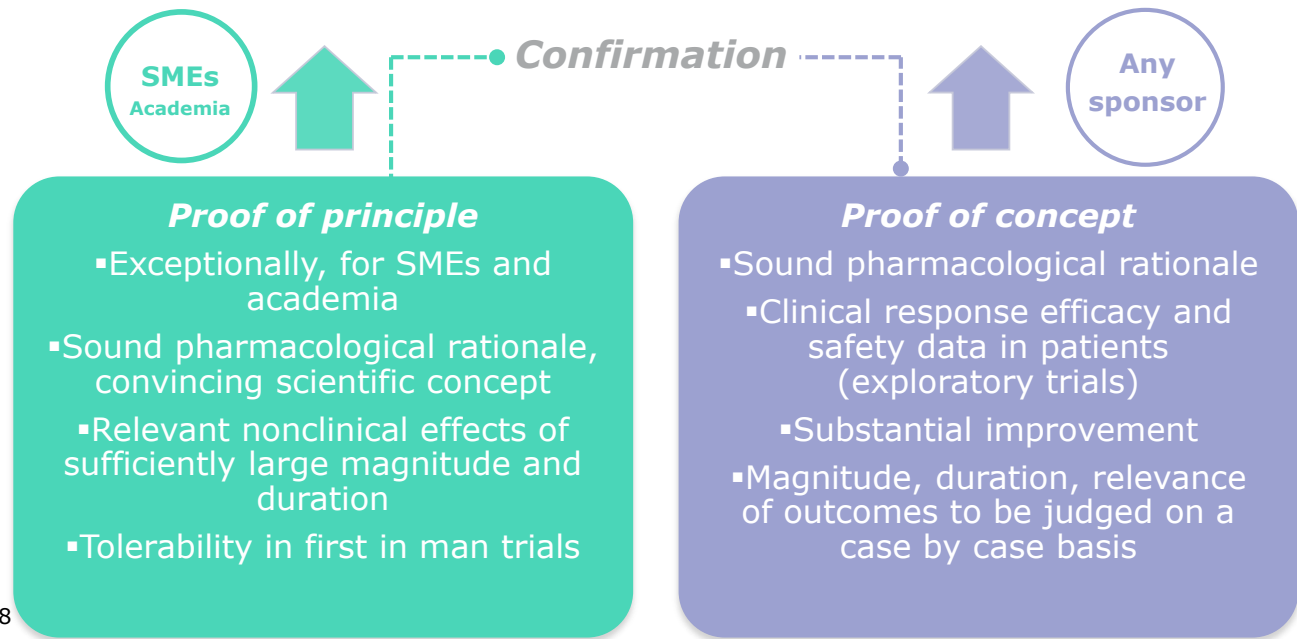 SMEs
Academia
Confirmation
Any
sponsor
Proof of principle
▪Exceptionally, for SMEs and
academia
▪Sound pharmacological rationale,
convincing scientific concept
▪Relevant nonclinical effects of
sufficiently large magnitude and
duration
▪Tolerability in first in man trials
Proof of concept
▪Sound pharmacological rationale
▪Clinical response efficacy and
safety data in patients
(exploratory trials)
▪Substantial improvement
▪Magnitude, duration, relevance
of outcomes to be judged on a
case by case basis
8